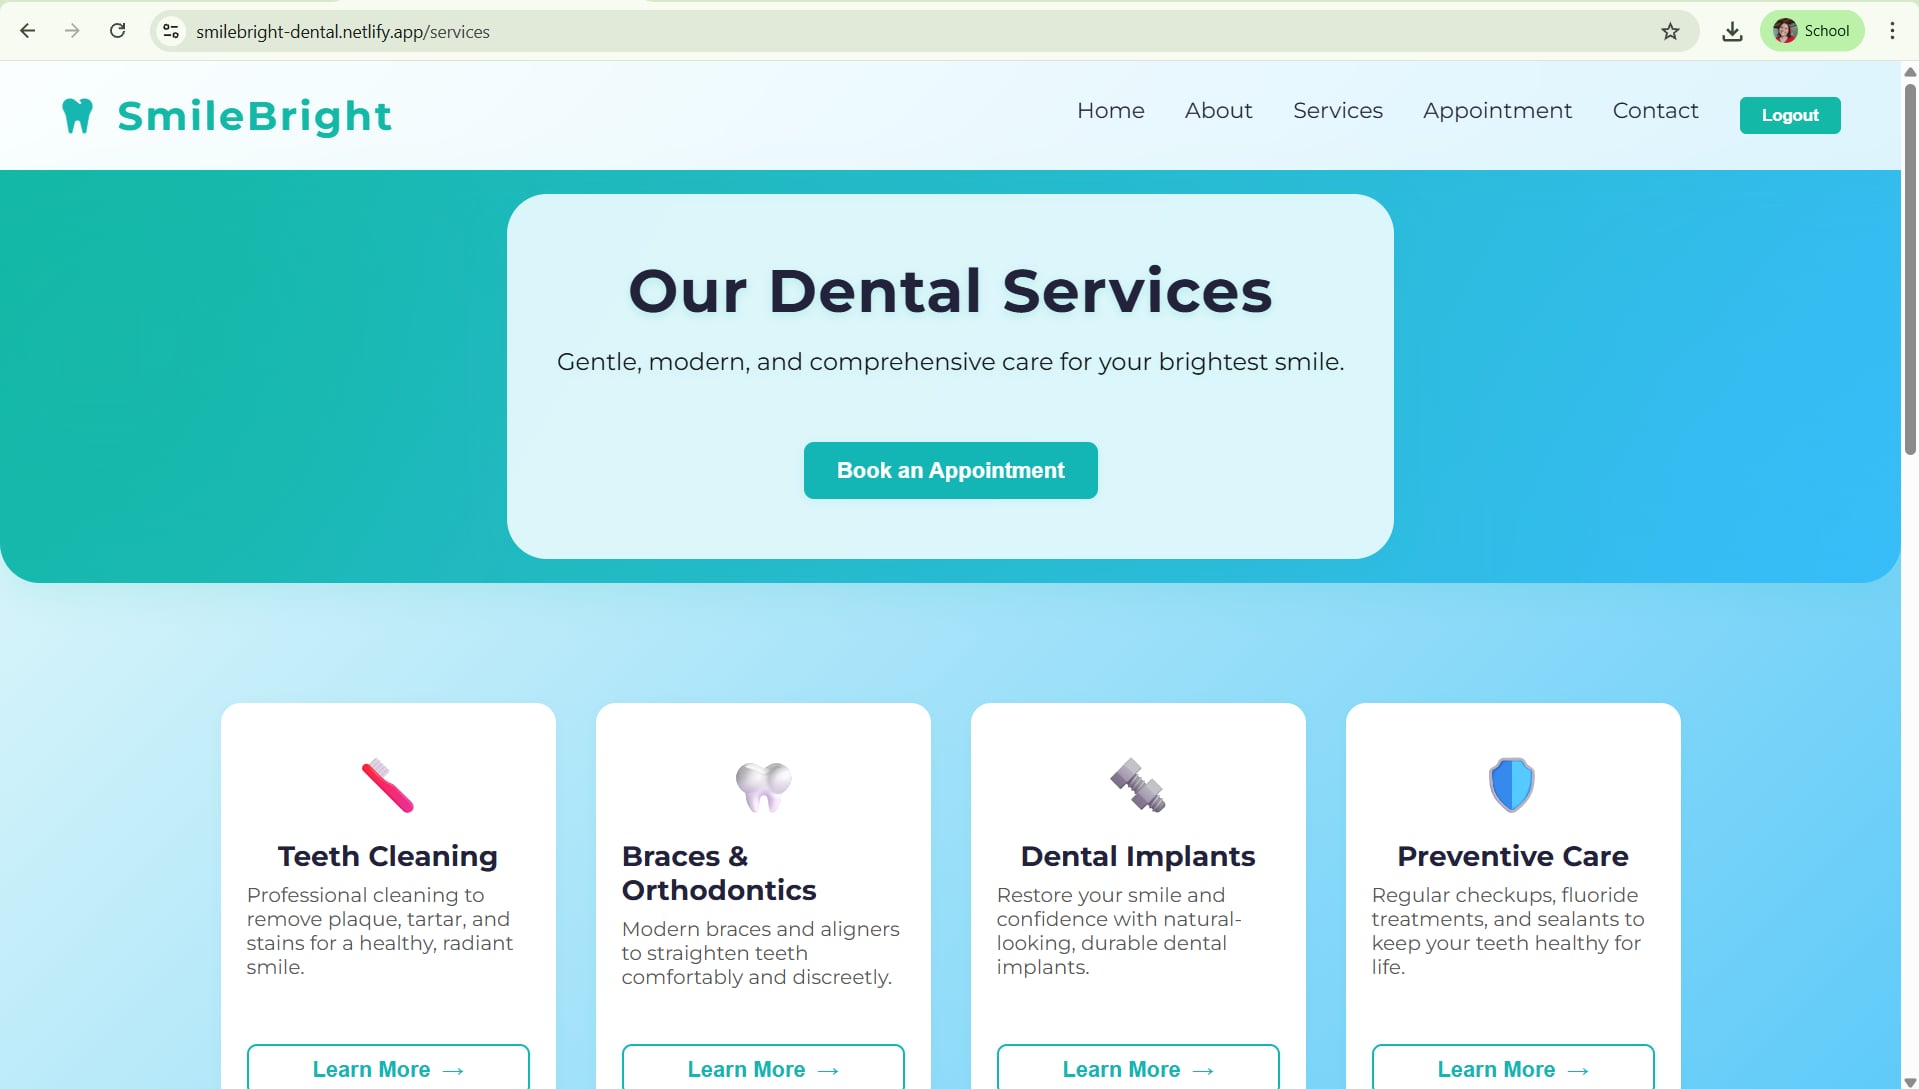 smilebright-dental.netlify.app/services
School
SmileBright
Home About Services Appointment Contact Logout
Our Dental Services
Gentle, modern, and comprehensive care for your brightest smile.
Book an Appointment
Teeth Cleaning
Professional cleaning to
remove plaque, tartar, and
stains for a healthy, radiant
smile.
Learn More →
Braces &
Orthodontics
Modern braces and aligners
to straighten teeth
comfortably and discreetly.
Learn More →
Dental Implants
Restore your smile and
confidence with natural-
looking, durable dental
implants.
Learn More →
Preventive Care
Regular checkups, fluoride
treatments, and sealants to
keep your teeth healthy for
life.
Learn More →